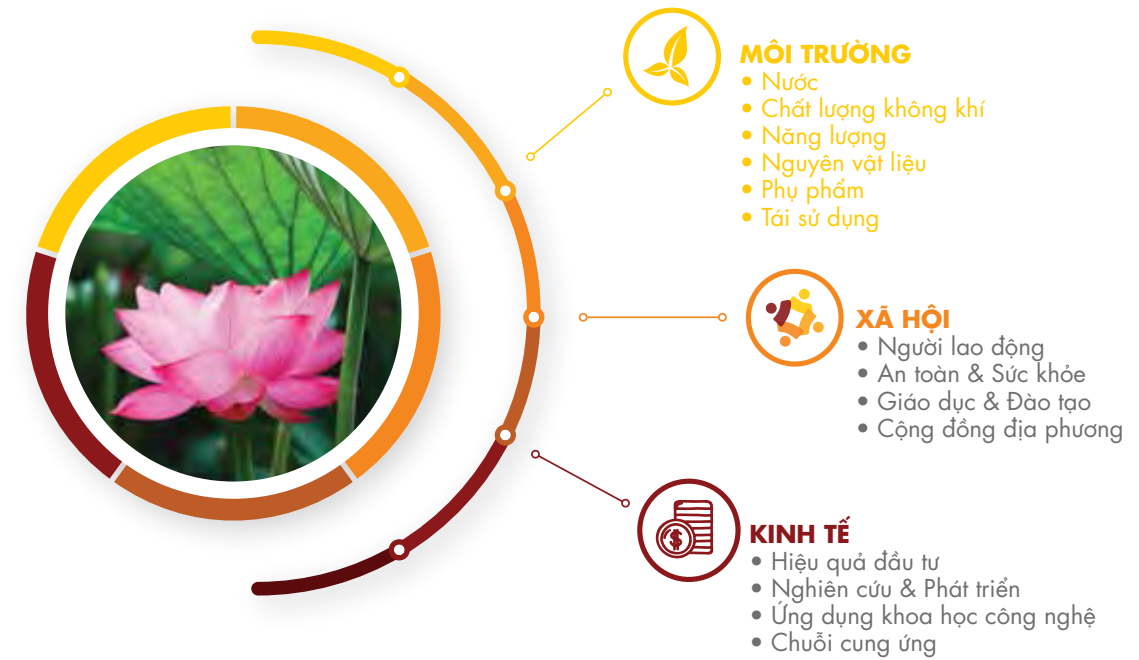 MÔI TRƯỜNG
• Nước
• Chất lượng không khí
• Năng lượng
• Nguyên vật liệu
• Phụ phẩm
• Tái sử dụng
XÃ HỘI
• Người lao động
• An toàn & Sức khỏe
• Giáo dục & Đào tạo
• Cộng đồng địa phương
$
KINH TẾ
• Hiệu quả đầu tư
• Nghiên cứu & Phát triển
• Ứng dụng khoa học công nghệ
• Chuỗi cung ứng